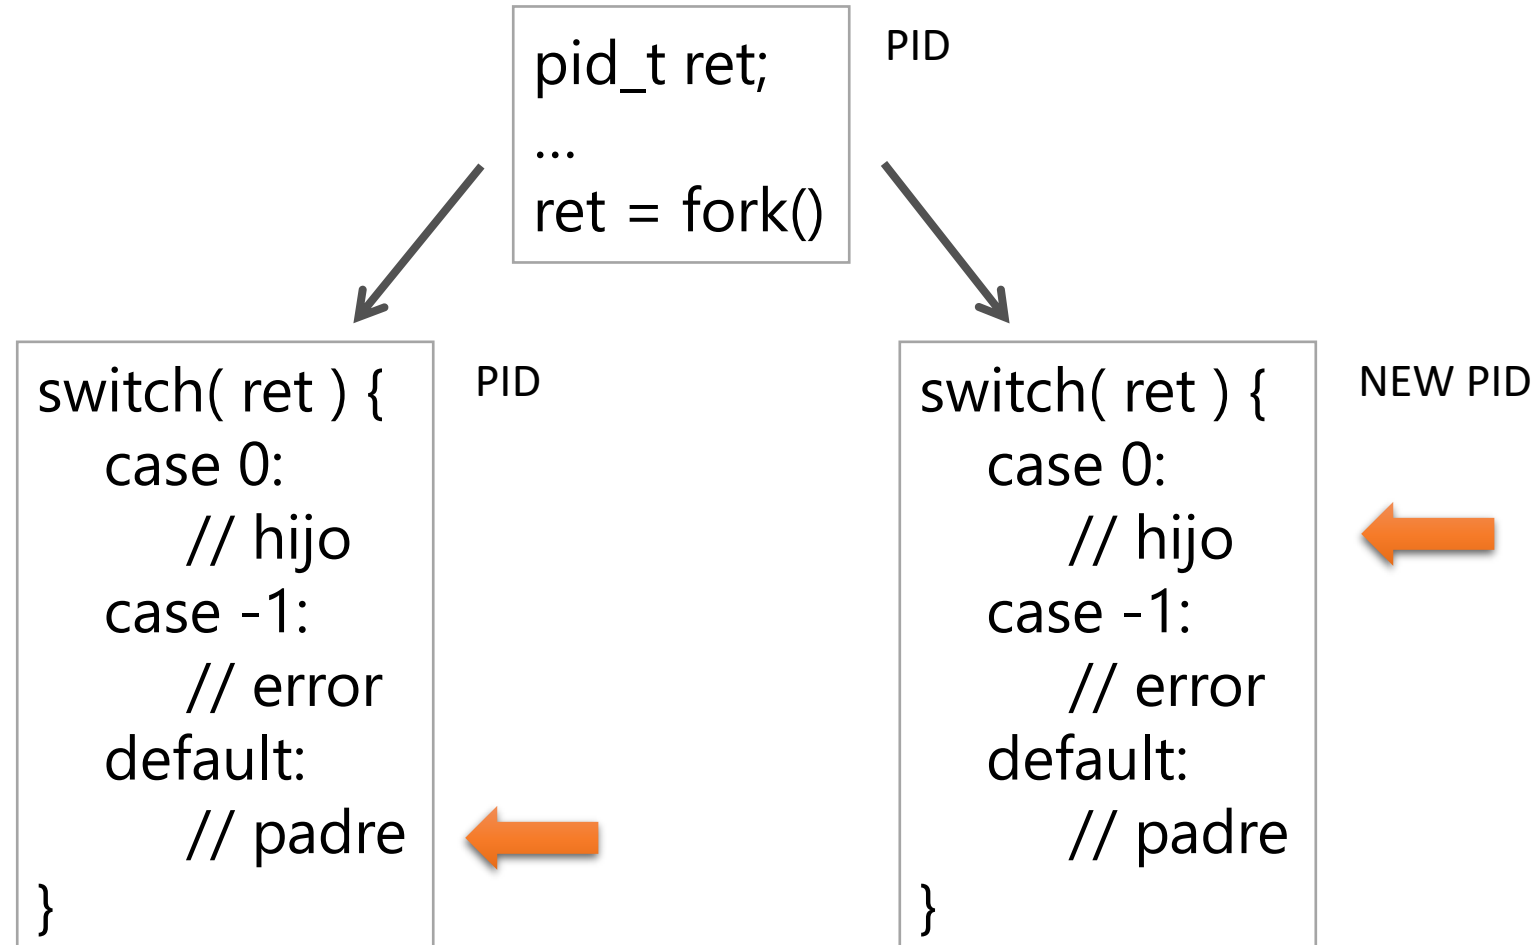 pid_t ret;
...
ret = fork()
PID
switch( ret ) {
case 0:
// hijo
case -1:
// error
default:
// padre
}
PID
switch( ret ) {
case 0:
// hijo
case -1:
// error
default:
// padre
}
NEW PID